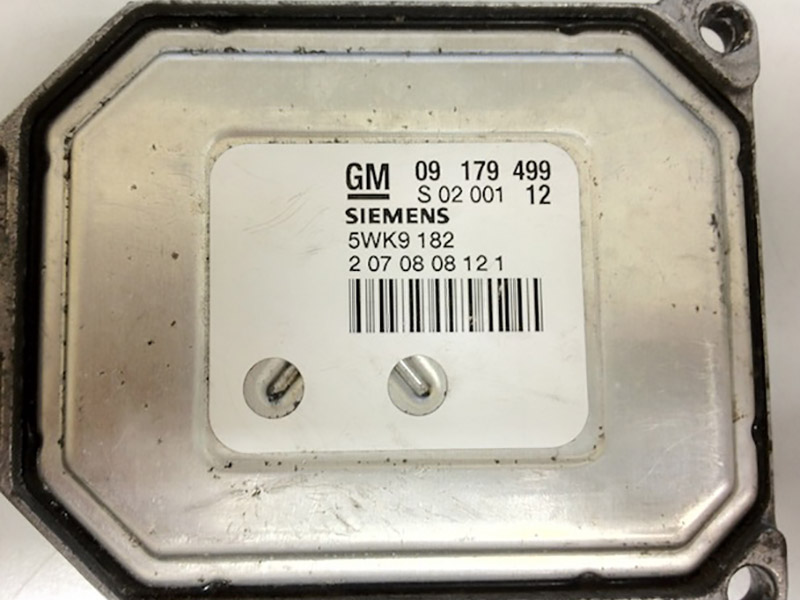 GM 09 179 499
S 02 001 12
SIEMENS
5WK9 182
2 07 08 08 12 1